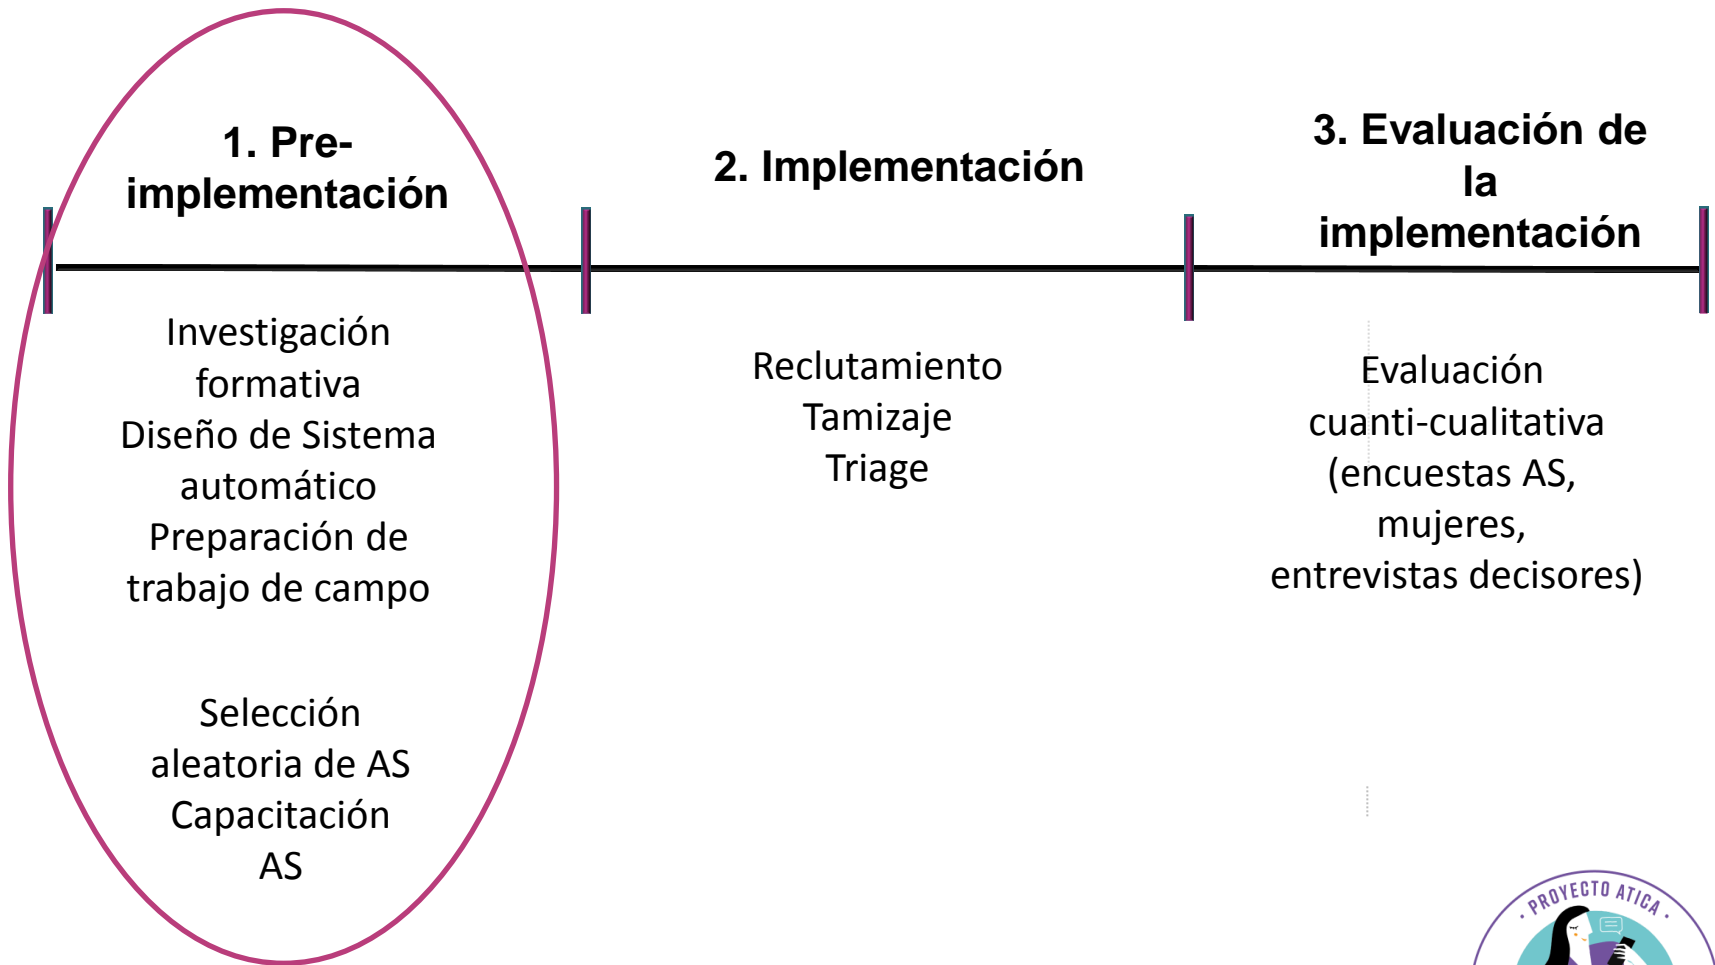 1. Pre-
implementación
Investigación
formativa
Diseño de Sistema
automático
Preparación de
trabajo de campo
Selección
aleatoria de AS
Capacitación
AS
2. Implementación
Reclutamiento
Tamizaje
Triage
3. Evaluación de
la
implementación
Evaluación
cuanti-cualitativa
(encuestas AS,
mujeres,
entrevistas decisores)
· PROYECTO ATICA ·